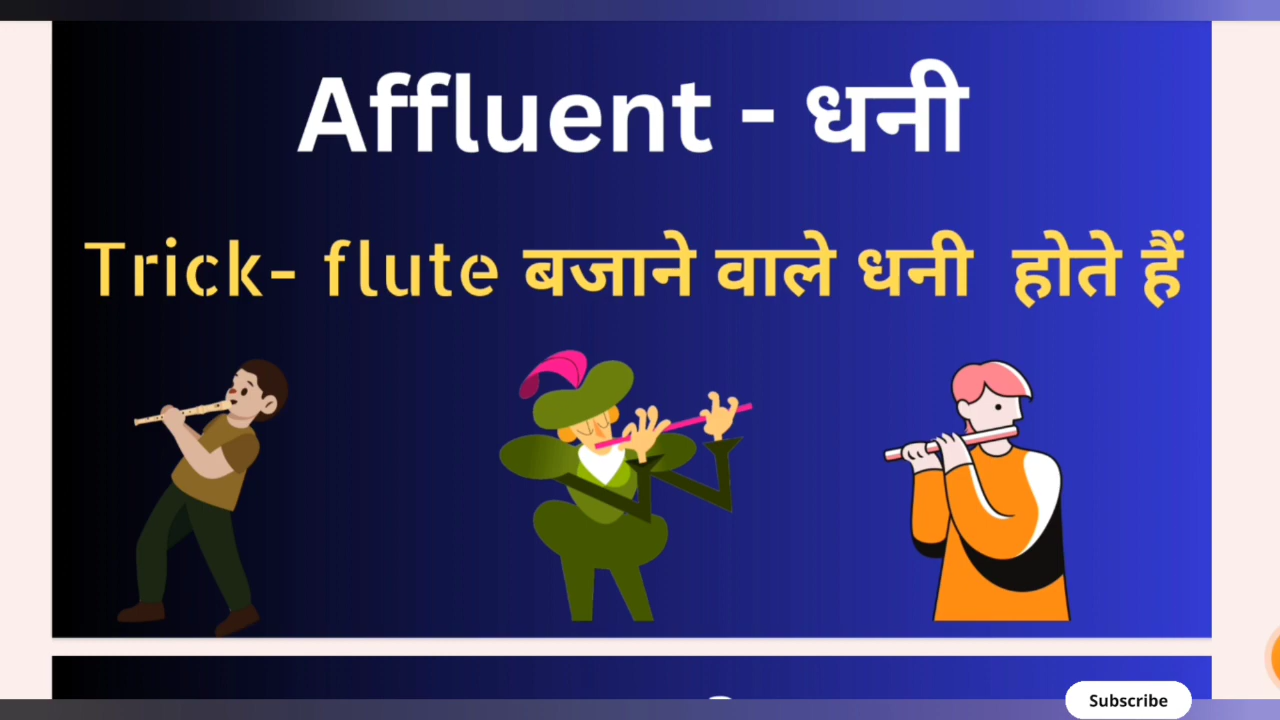 Affluent - धनी
Trick- flute बजाने वाले धनी होते हैं
Subscribe